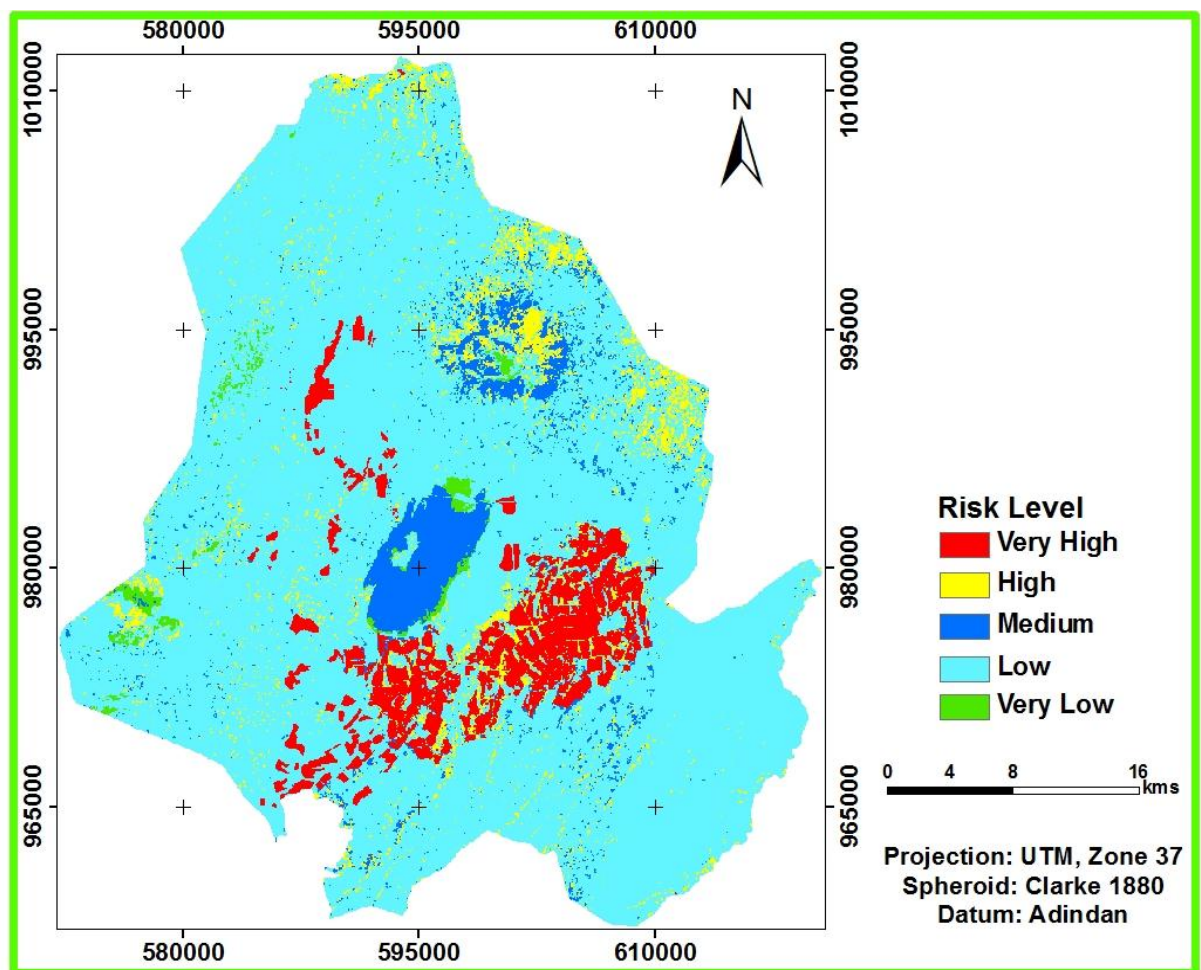 580000 595000 610000
1010000 1010000
N
995000 995000
Risk Level
Very High
High
Medium
980000 980000
Low
Very Low
0 4 8 16
kms
965000 965000
Projection: UTM, Zone 37
Spheroid: Clarke 1880
Datum: Adindan
580000 595000 610000